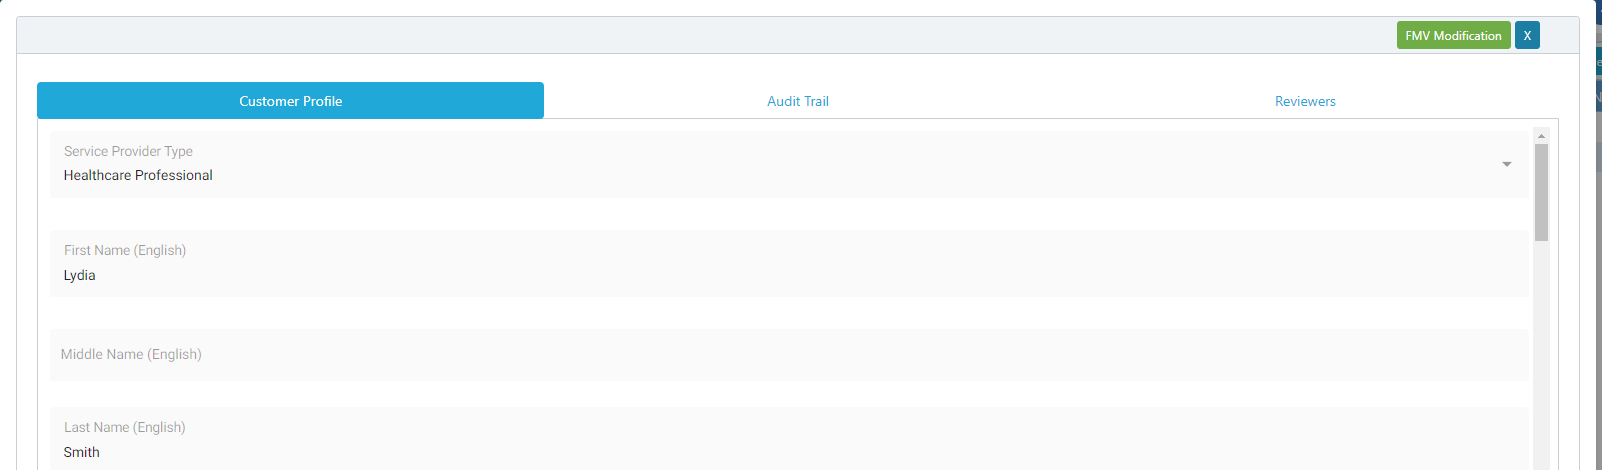 FMV Modification X
Customer Profile Audit Trail Reviewers
Service Provider Type
Healthcare Professional
First Name (English)
Lydia
Middle Name (English)
Last Name (English)
Smith